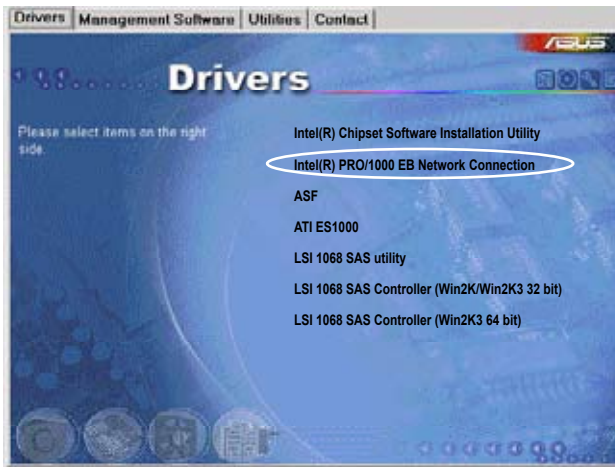 Drivers Management Software Utilities Contact
ASUS
Drivers
Please select items on the right
side.
Intel(R) Chipset Software Installation Utility
Intel(R) PRO/1000 EB Network Connection
ASF
ATI ES1000
LSI 1068 SAS utility
LSI 1068 SAS Controller (Win2K/Win2K3 32 bit)
LSI 1068 SAS Controller (Win2K3 64 bit)